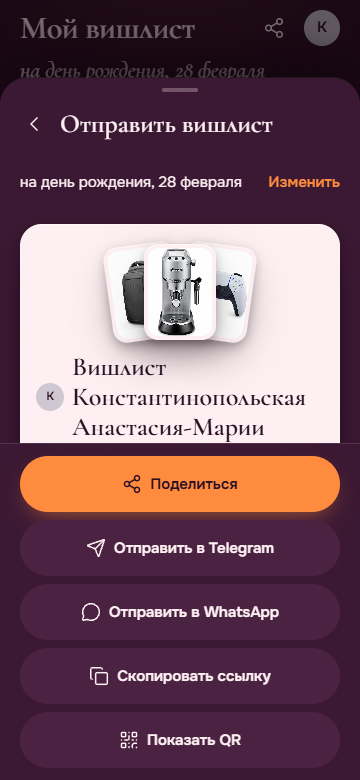 Мой вишлист
К
на день рождения, 28 февраля
Отправить вишлист
на день рождения, 28 февраля
Изменить
Вишлист
К
Константинопольская
Анастасия-Марии
Поделиться
Отправить в Telegram
Отправить в WhatsApp
Скопировать ссылку
Показать QR